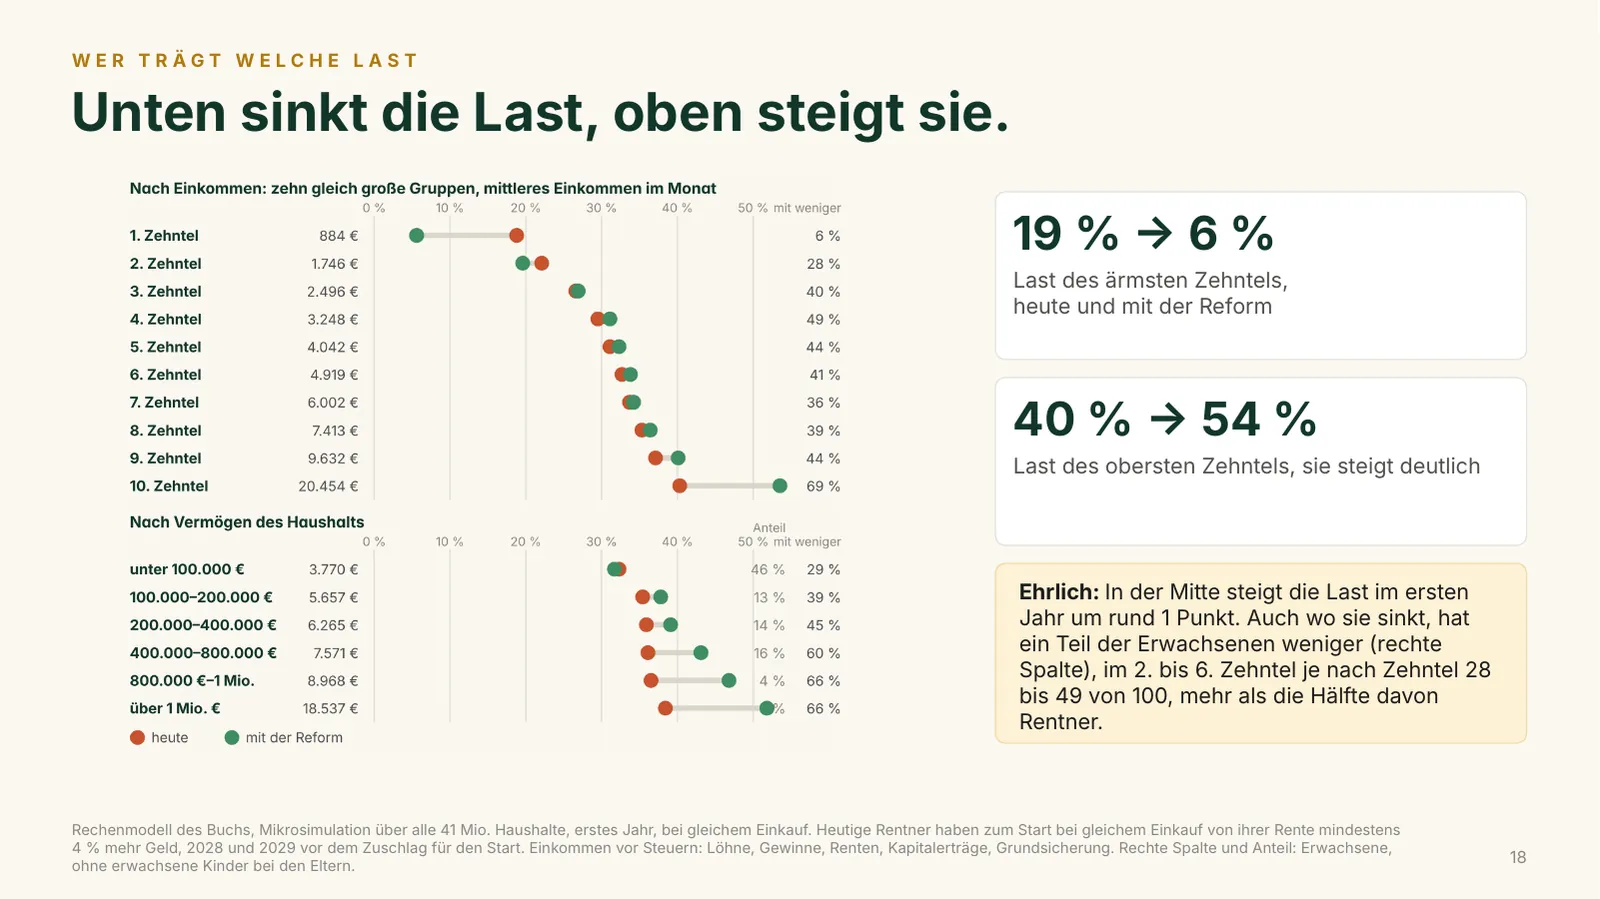 WER TRÄGT WELCHE LAST
Unten sinkt die Last, oben steigt sie.
Nach Einkommen: zehn gleich große Gruppen, mittleres Einkommen im Monat
0 % 10 % 20 % 30 % 40 % 50 % mit weniger
1. Zehntel 884 € 6 %
2. Zehntel 1.746 € 28 %
3. Zehntel 2.496 € 40 %
4. Zehntel 3.248 € 49 %
5. Zehntel 4.042 € 44 %
6. Zehntel 4.919 € 41 %
7. Zehntel 6.002 € 36 %
8. Zehntel 7.413 € 39 %
9. Zehntel 9.632 € 44 %
10. Zehntel 20.454 € 69 %
Nach Vermögen des Haushalts
Anteil
0 % 10 % 20 % 30 % 40 % 50 % mit weniger
unter 100.000 € 3.770 € 46 % 29 %
100.000–200.000 € 5.657 € 13 % 39 %
200.000–400.000 € 6.265 € 14 % 45 %
400.000–800.000 € 7.571 € 16 % 60 %
800.000 €–1 Mio. 8.968 € 4 % 66 %
über 1 Mio. € 18.537 € % 66 %
heute mit der Reform
19 % → 6 %
Last des ärmsten Zehntels,
heute und mit der Reform
40 % → 54 %
Last des obersten Zehntels, sie steigt deutlich
Ehrlich: In der Mitte steigt die Last im ersten
Jahr um rund 1 Punkt. Auch wo sie sinkt, hat
ein Teil der Erwachsenen weniger (rechte
Spalte), im 2. bis 6. Zehntel je nach Zehntel 28
bis 49 von 100, mehr als die Hälfte davon
Rentner.
Rechenmodell des Buchs, Mikrosimulation über alle 41 Mio. Haushalte, erstes Jahr, bei gleichem Einkauf. Heutige Rentner haben zum Start bei gleichem Einkauf von ihrer Rente mindestens
4 % mehr Geld, 2028 und 2029 vor dem Zuschlag für den Start. Einkommen vor Steuern: Löhne, Gewinne, Renten, Kapitalerträge, Grundsicherung. Rechte Spalte und Anteil: Erwachsene,
ohne erwachsene Kinder bei den Eltern.
18